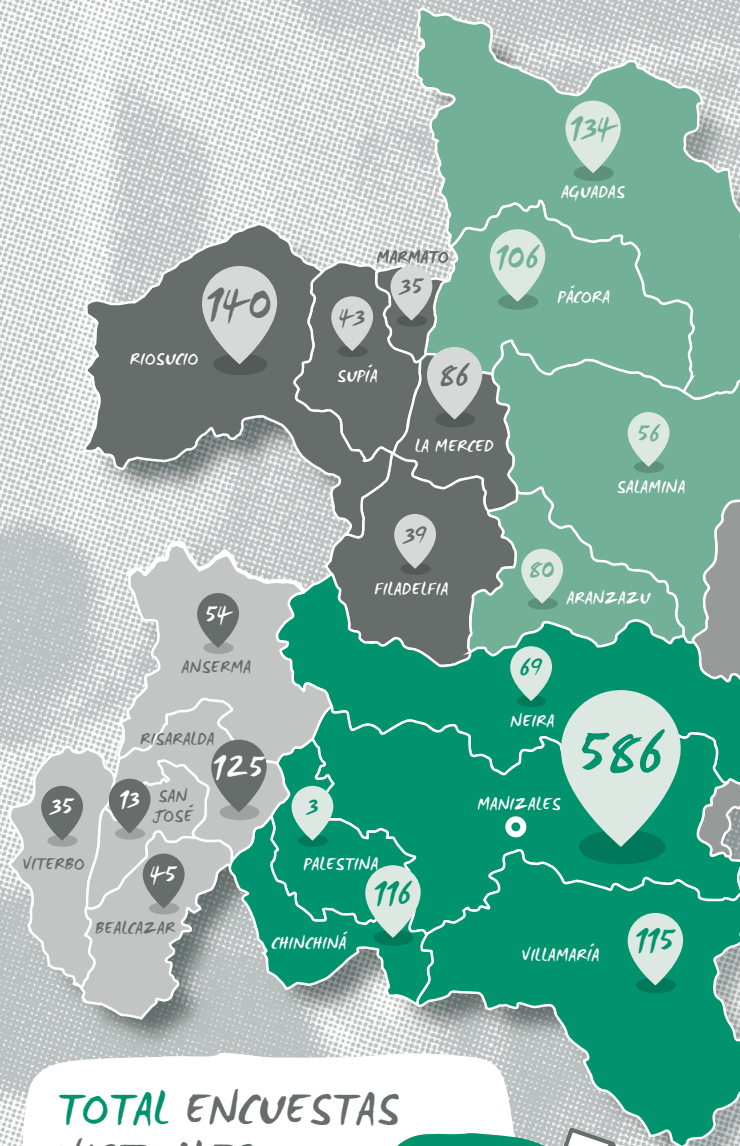 134
AGUADAS
MARMATO
106
PÁCORA
140
35
43
RIOSUCIO
SUPÍA
86
LA MERCED
56
SALAMINA
39
FILADELFIA
80
ARANZAZU
54
ANSERMA
69
NEIRA
RISARALDA
125
586
35
13
SAN
JOSÉ
3
MANIZALES
VITERBO
45
PALESTINA
116
BEALCAZAR
CHINCHINÁ
115
VILLAMARÍA
TOTAL ENCUESTAS